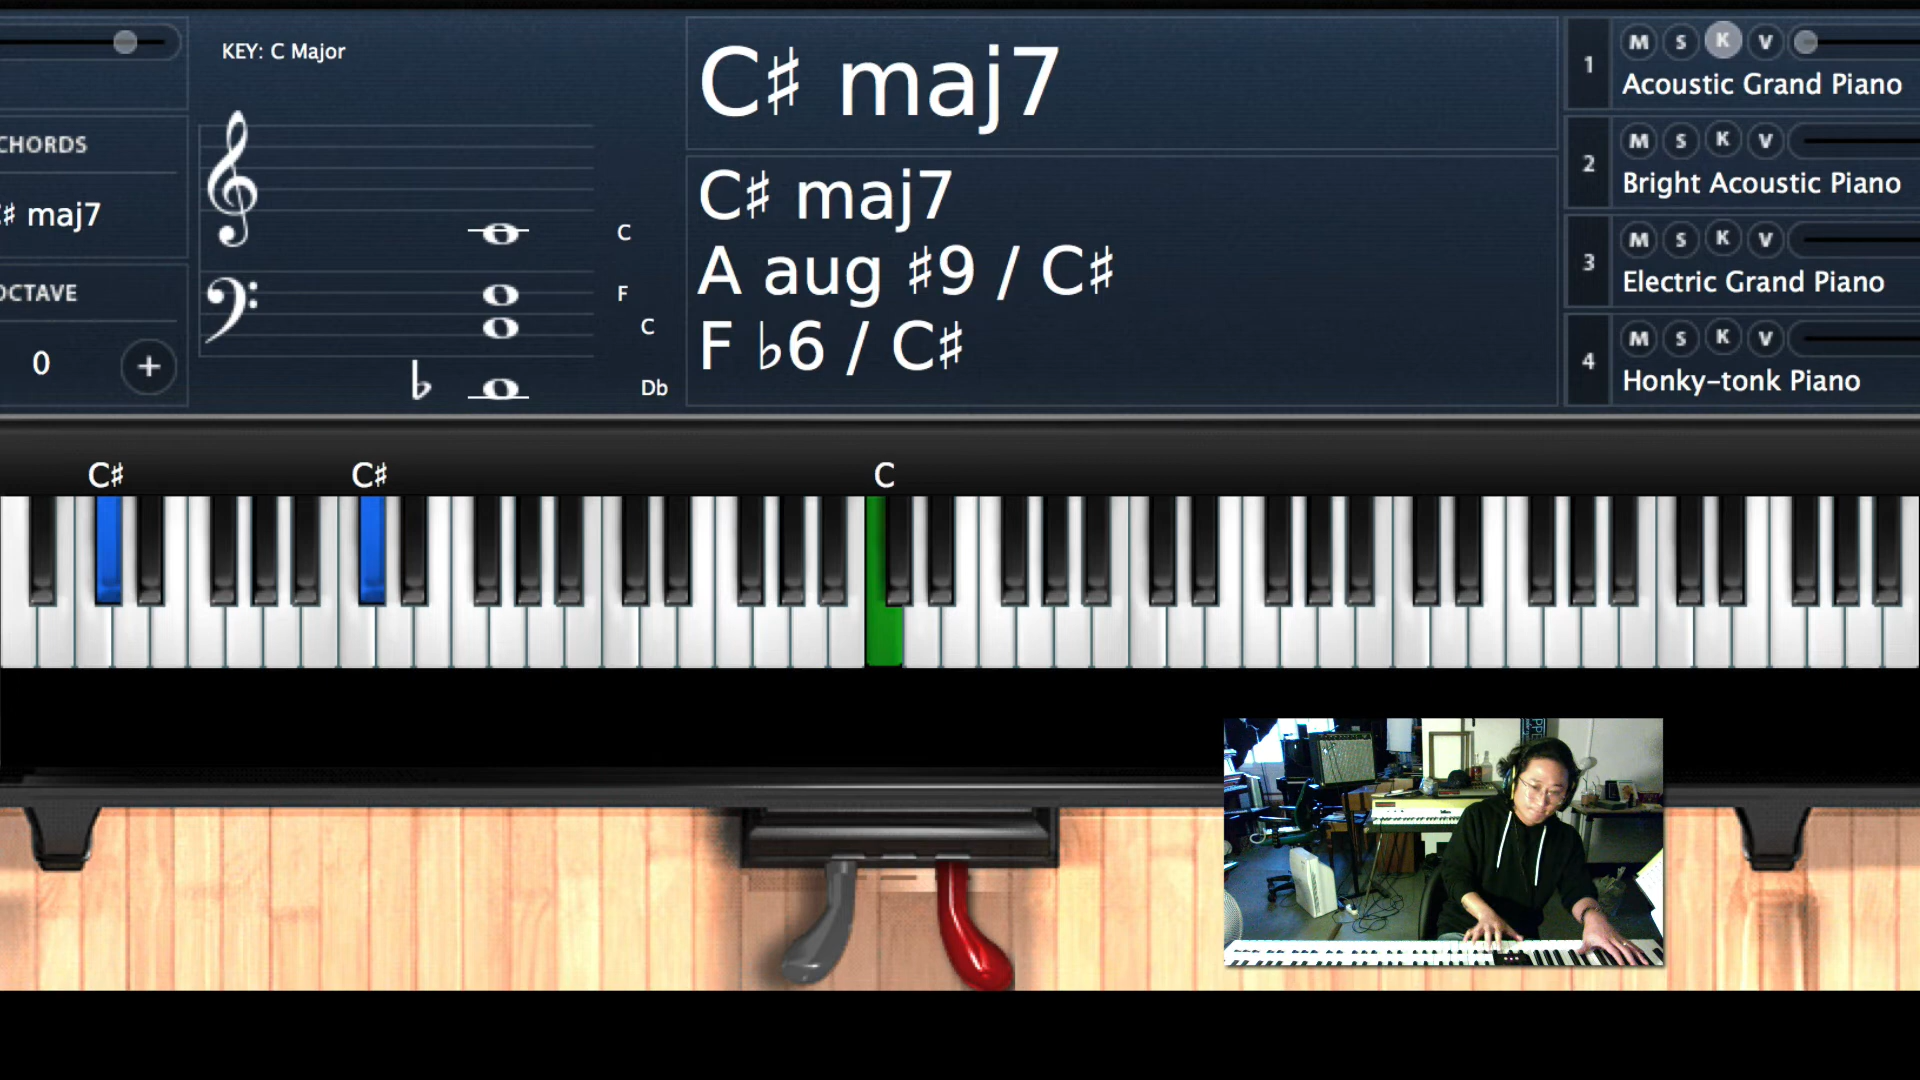 KEY: C Major
CHORDS
C♯ maj7
OCTAVE
0
+
C
F
C
♭ Db
C♯ maj7
C♯ maj7
A aug ♯9 / C♯
F ♭6 / C♯
1
M S K V
Acoustic Grand Piano
2
M S K V
Bright Acoustic Piano
3
M S K V
Electric Grand Piano
4
M S K V
Honky-tonk Piano
C♯ C♯ C